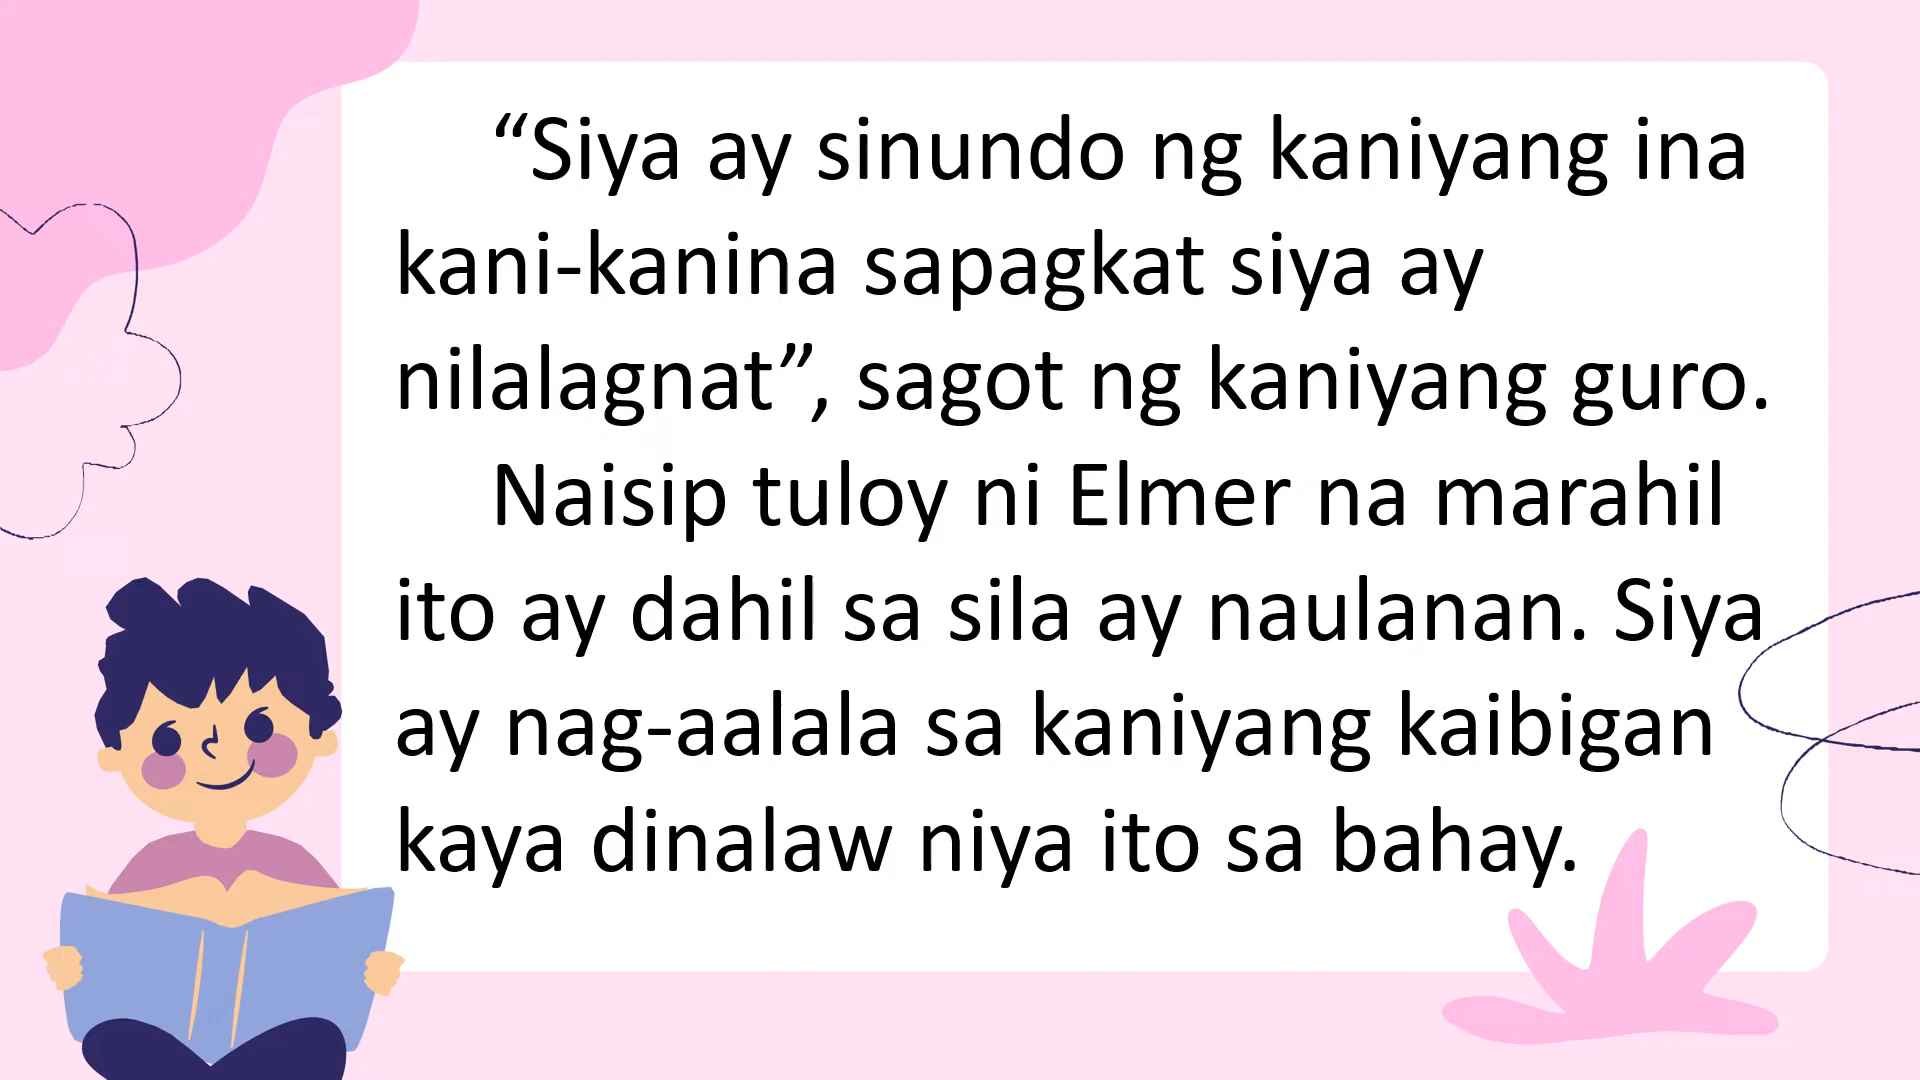 “Siya ay sinundo ng kaniyang ina
kani-kanina sapagkat siya ay
nilalagnat”, sagot ng kaniyang guro.
Naisip tuloy ni Elmer na marahil
ito ay dahil sa sila ay naulanan. Siya
ay nag-aalala sa kaniyang kaibigan
kaya dinalaw niya ito sa bahay.